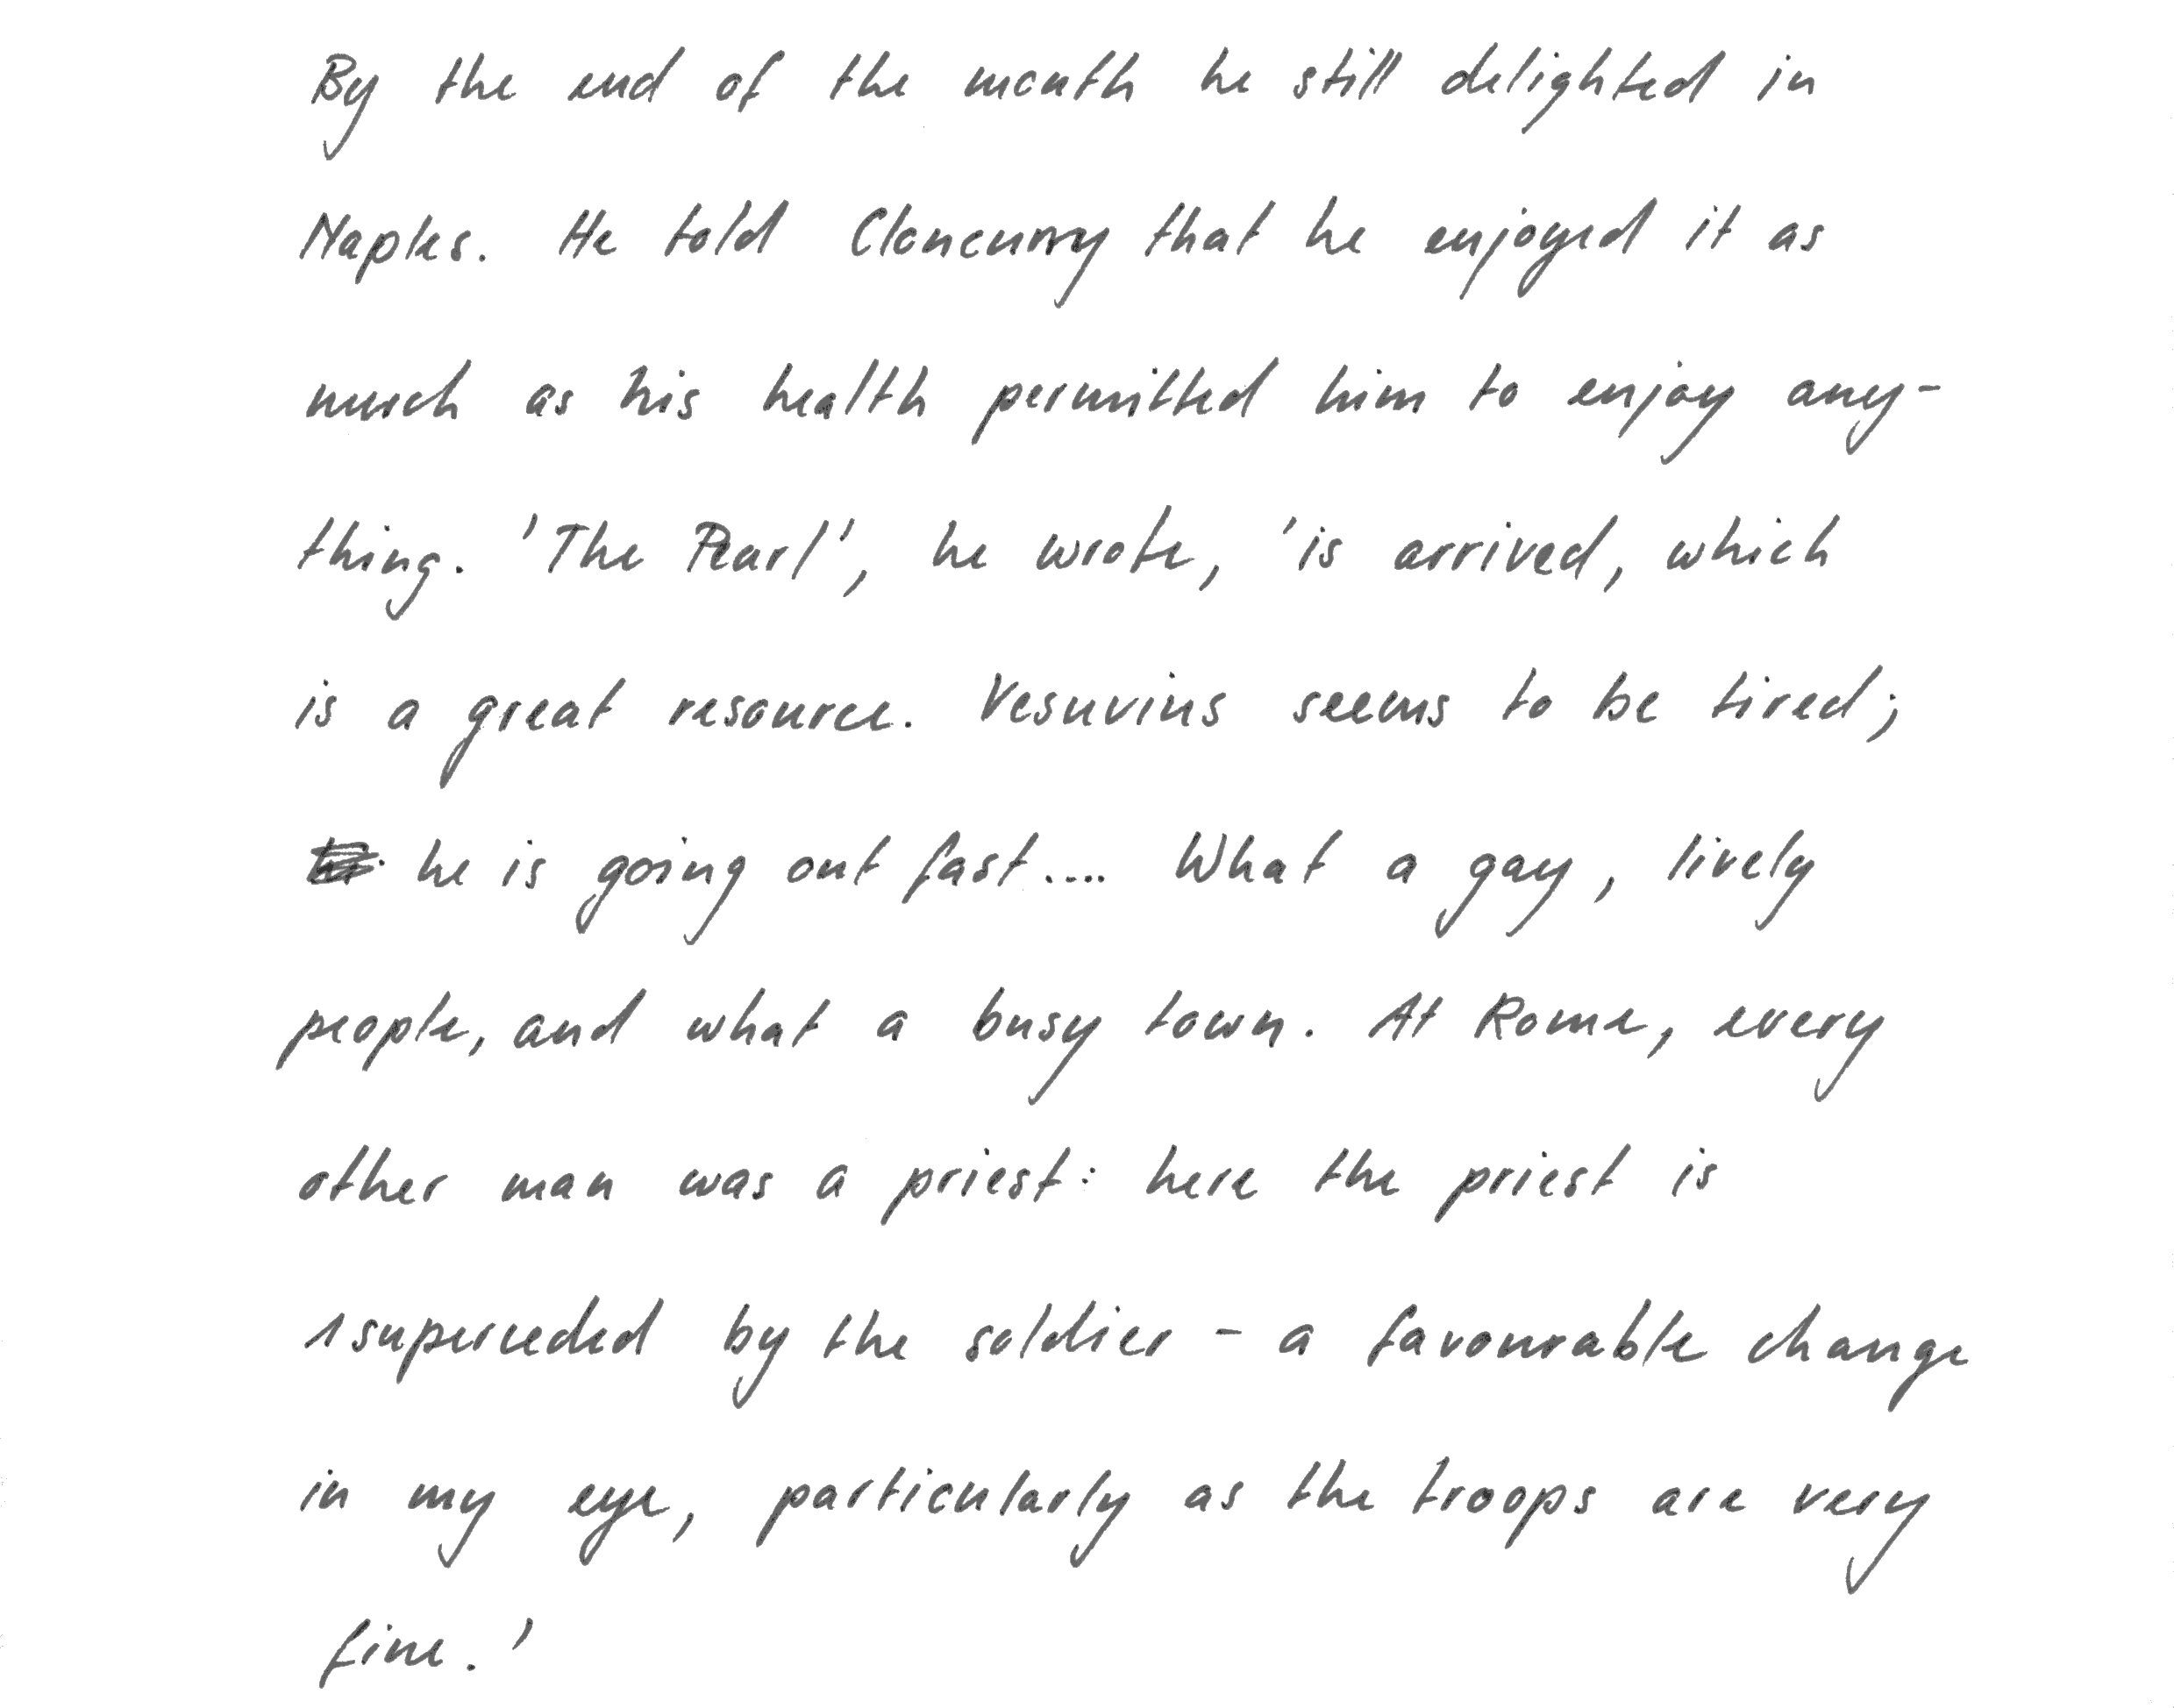 By the end of the month he still delighted in
Naples. He told Cloncurry that he enjoyed it as
much as his health permitted him to enjoy any-
thing. 'The Pearl', he wrote, 'is arrived, which
is a great resource. Vesuvius seems to be tired;
he is going out fast.... What a gay, lively
people, and what a busy town. At Rome, every
other man was a priest: here the priest is
superceded by the soldier - a favourable change
in my eye, particularly as the troops are very
fine.'